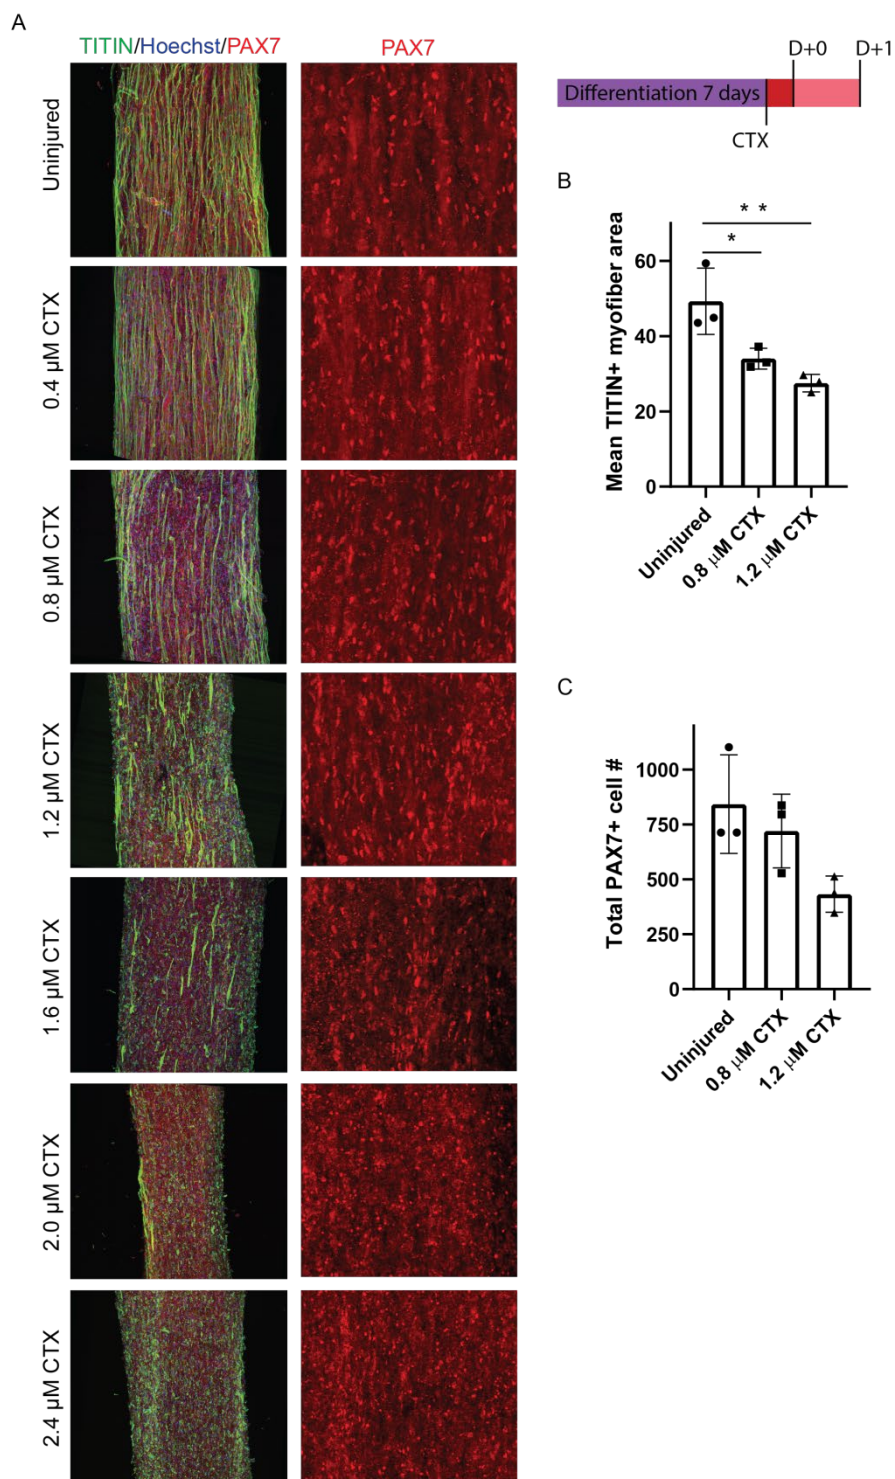 A
TITIN/Hoechst/PAX7
PAX7
Uninjured
0.4 µM CTX
0.8 µM CTX
1.2 µM CTX
1.6 µM CTX
2.0 µM CTX
2.4 µM CTX
D+0
D+1
Differentiation 7 days
CTX
B
* *
*
60
40
20
0
Mean TITIN+ myofiber area
Uninjured
0.8 µM CTX
1.2 µM CTX
C
1000
750
500
250
0
Total PAX7+ cell #
Uninjured
0.8 µM CTX
1.2 µM CTX